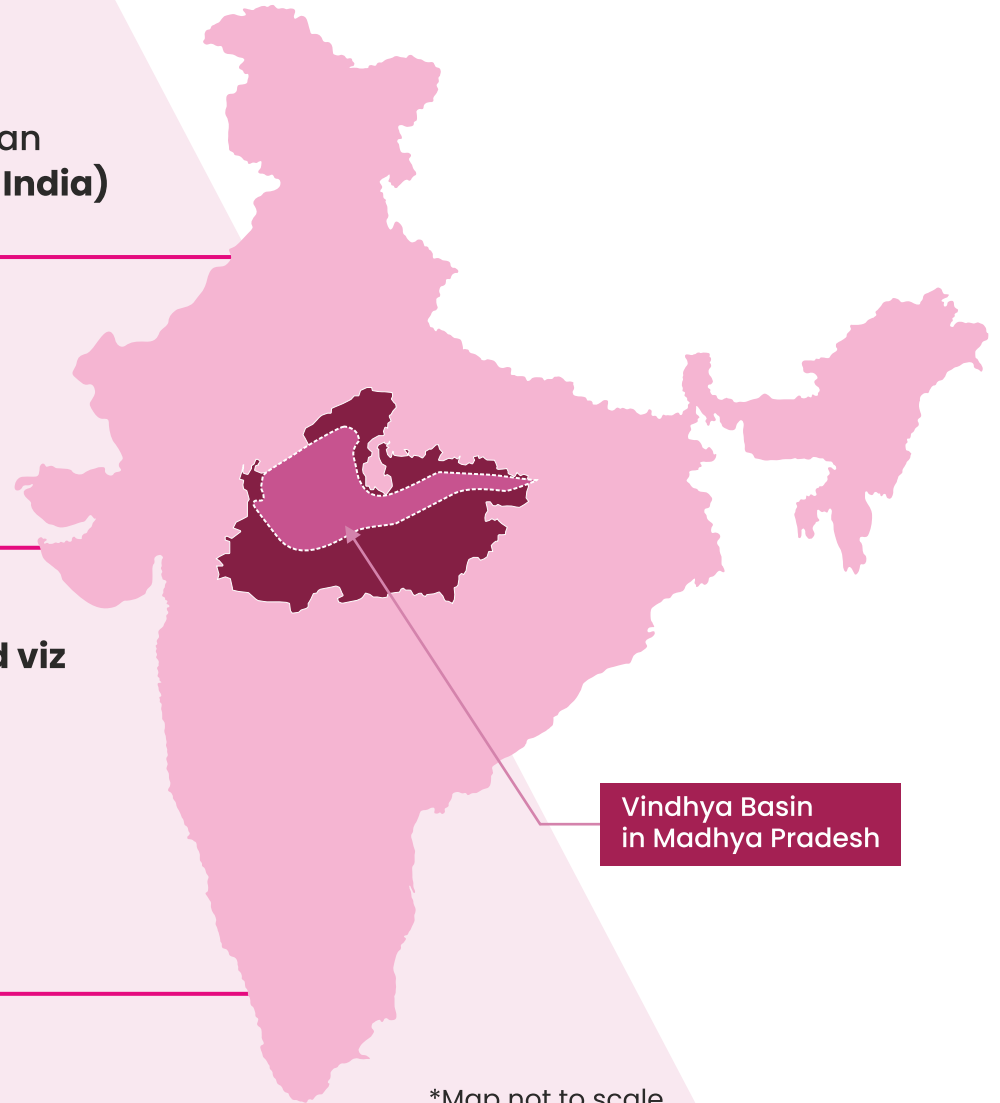 an
India)
d viz
Vindhya Basin
in Madhya Pradesh
*Map not to scale